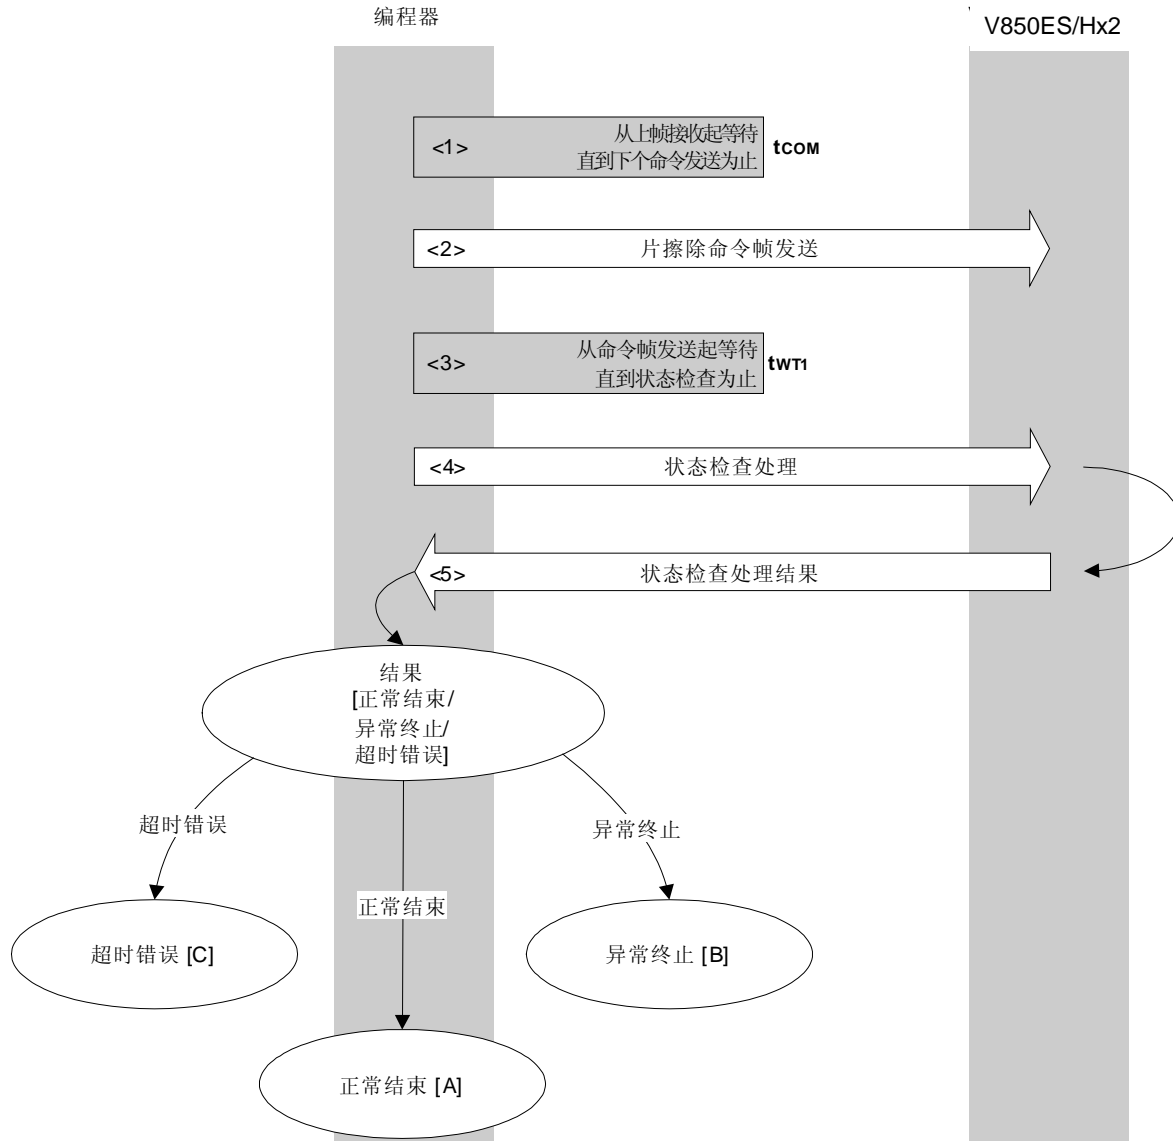 编程器
V850ES/Hx2
<1>
从上帧接收起等待
直到下个命令发送为止
tCOM
<2>
片擦除命令帧发送
<3>
从命令帧发送起等待
直到状态检查为止
tWT1
<4>
状态检查处理
<5>
状态检查处理结果
结果
[正常结束/
异常终止/
超时错误]
超时错误
异常终止
正常结束
超时错误 [C]
异常终止 [B]
正常结束 [A]